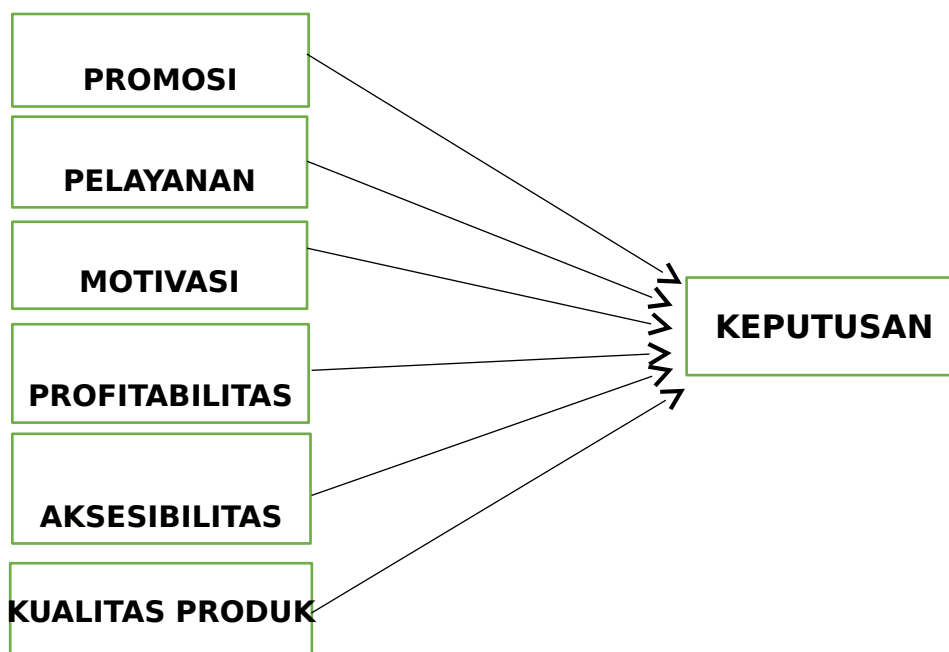 PROMOSI
PELAYANAN
MOTIVASI
KEPUTUSAN
PROFITABILITAS
AKSESIBILITAS
KUALITAS PRODUK